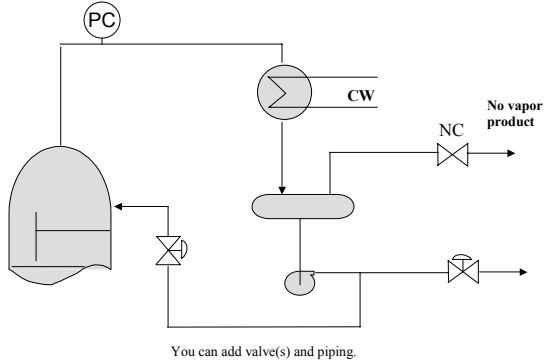 PC
CW
No vapor
product
NC
You can add valve(s) and piping.